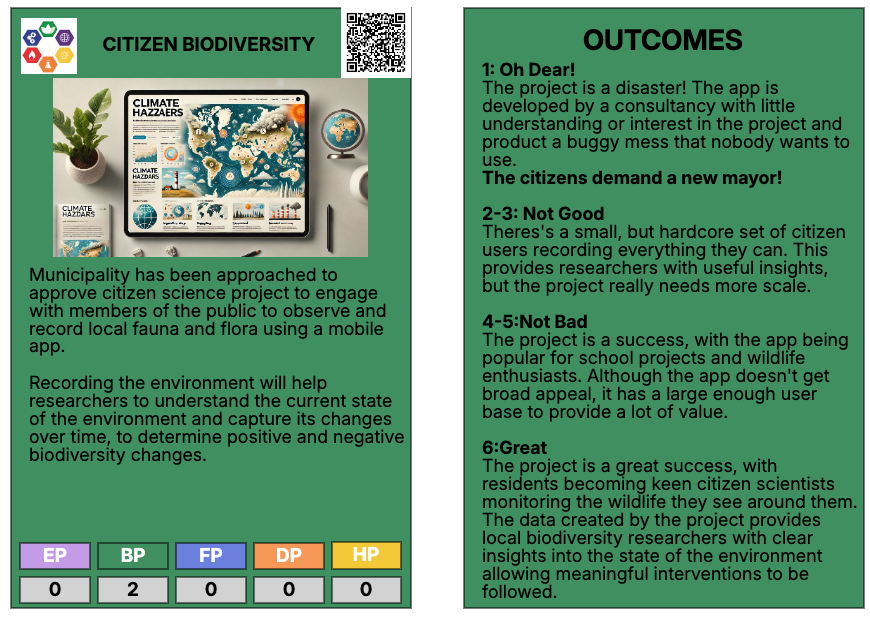 CITIZEN BIODIVERSITY
CLIMATE
HAZZAERS
CLIMATE
HAZDARS
CLIMATE
HAZDARS
Municipality has been approached to
approve citizen science project to engage
with members of the public to observe and
record local fauna and flora using a mobile
app.
Recording the environment will help
researchers to understand the current state
of the environment and capture its changes
over time, to determine positive and negative
biodiversity changes.
EP BP FP DP HP
0 2 0 0 0
OUTCOMES
1: Oh Dear!
The project is a disaster! The app is
developed by a consultancy with little
understanding or interest in the project and
product a buggy mess that nobody wants to
use.
The citizens demand a new mayor!
2-3: Not Good
Theres's a small, but hardcore set of citizen
users recording everything they can. This
provides researchers with useful insights,
but the project really needs more scale.
4-5:Not Bad
The project is a success, with the app being
popular for school projects and wildlife
enthusiasts. Although the app doesn't get
broad appeal, it has a large enough user
base to provide a lot of value.
6:Great
The project is a great success, with
residents becoming keen citizen scientists
monitoring the wildlife they see around them.
The data created by the project provides
local biodiversity researchers with clear
insights into the state of the environment
allowing meaningful interventions to be
followed.